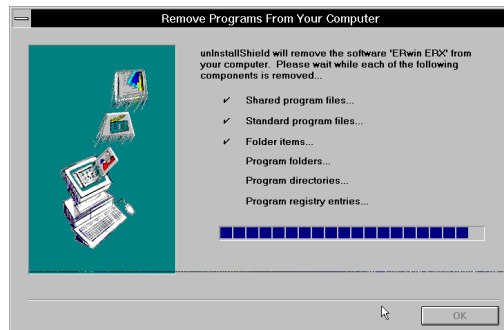 Remove Programs From Your Computer
unInstallShield will remove the software 'ERwin ERX' from
your computer. Please wait while each of the following
components is removed...
✓ Shared program files...
✓ Standard program files...
✓ Folder items...
Program folders...
Program directories...
Program registry entries...
OK